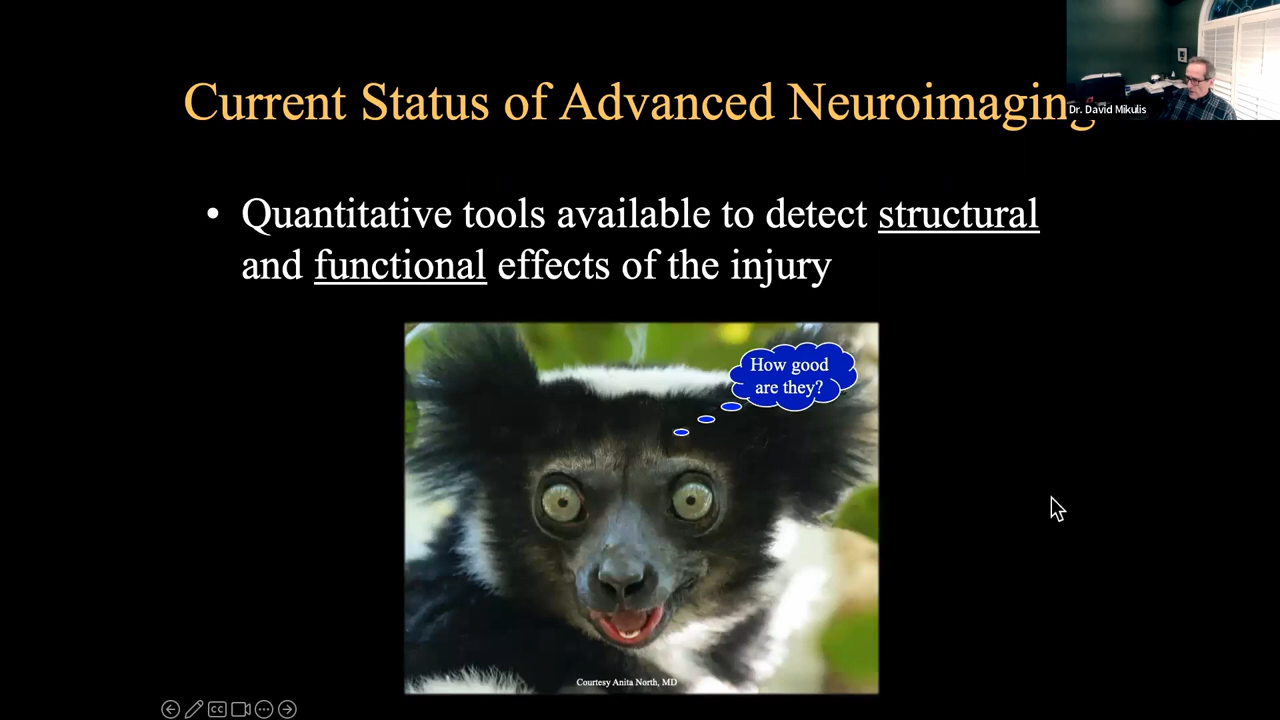 Current Status of Advanced Neuroimaging
Dr. David Mikulis
• Quantitative tools available to detect structural
and functional effects of the injury
How good
are they?
Courtesy Anita North, MD
CC